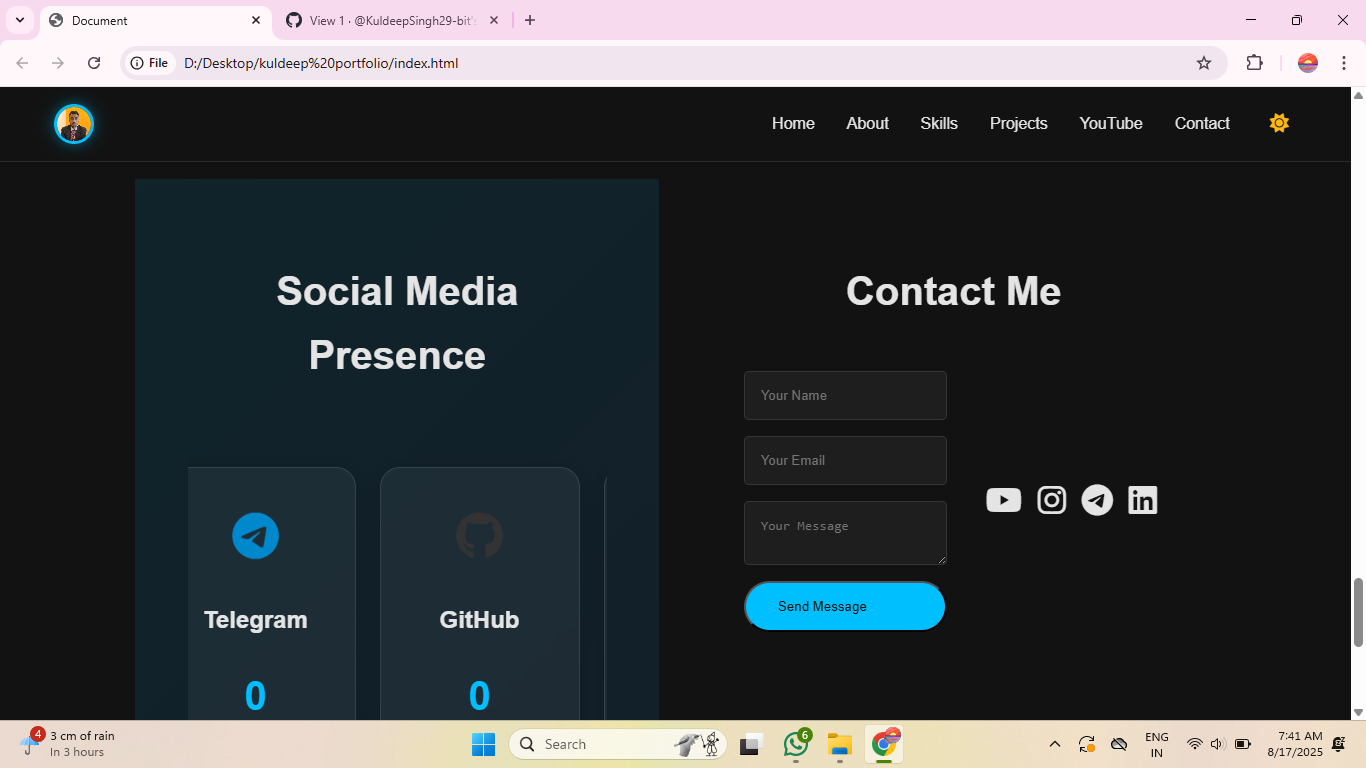 Document
View 1 · @KuldeepSingh29-bit's
File
D:/Desktop/kuldeep%20portfolio/index.html
Home
About
Skills
Projects
YouTube
Contact
Social Media
Presence
Telegram
0
GitHub
0
Contact Me
Your Name
Your Email
Your Message
Send Message
in
4
3 cm of rain
In 3 hours
Search
6
ENG
IN
7:41 AM
8/17/2025